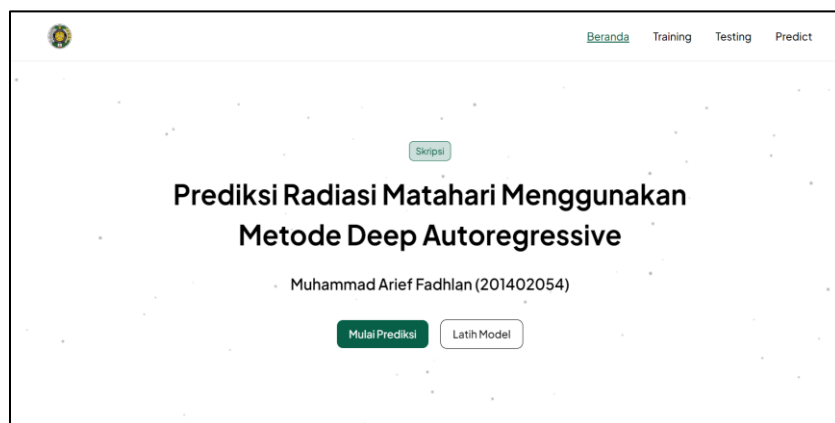 Beranda Training Testing Predict
Skripsi
Prediksi Radiasi Matahari Menggunakan
Metode Deep Autoregressive
Muhammad Arief Fadhlan (201402054)
Mulai Prediksi Latih Model